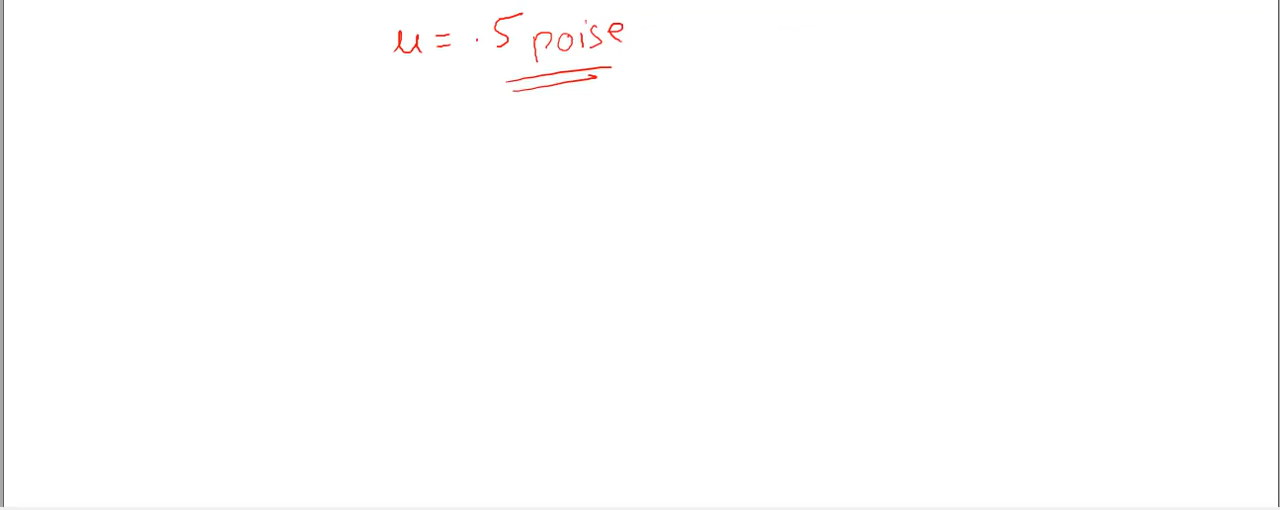 μ = .5 poise